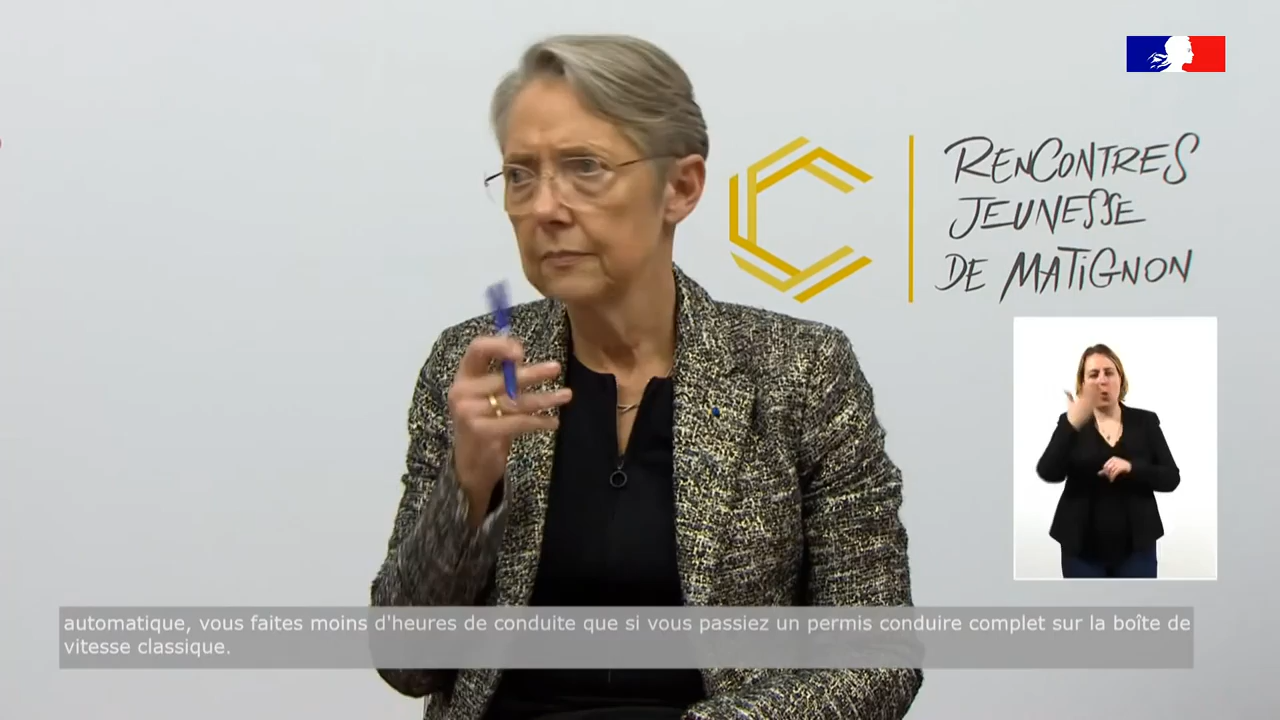 RENCONTRES
JEUNESSE
DE MATIGNON
automatique, vous faites moins d'heures de conduite que si vous passiez un permis conduire complet sur la boîte de
vitesse classique.